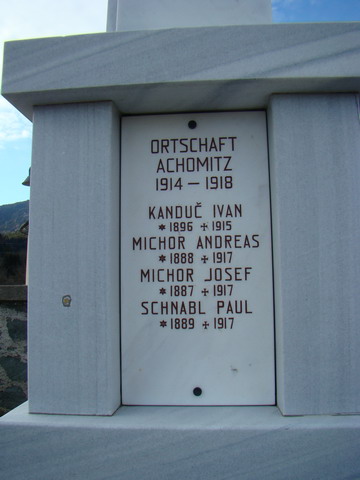 ORTSCHAFT
ACHOMITZ
1914 – 1918
KANDUČ IVAN
*1896 ✝1915
MICHOR ANDREAS
*1888 ✝1917
MICHOR JOSEF
*1887 ✝1917
SCHNABL PAUL
*1889 ✝1917